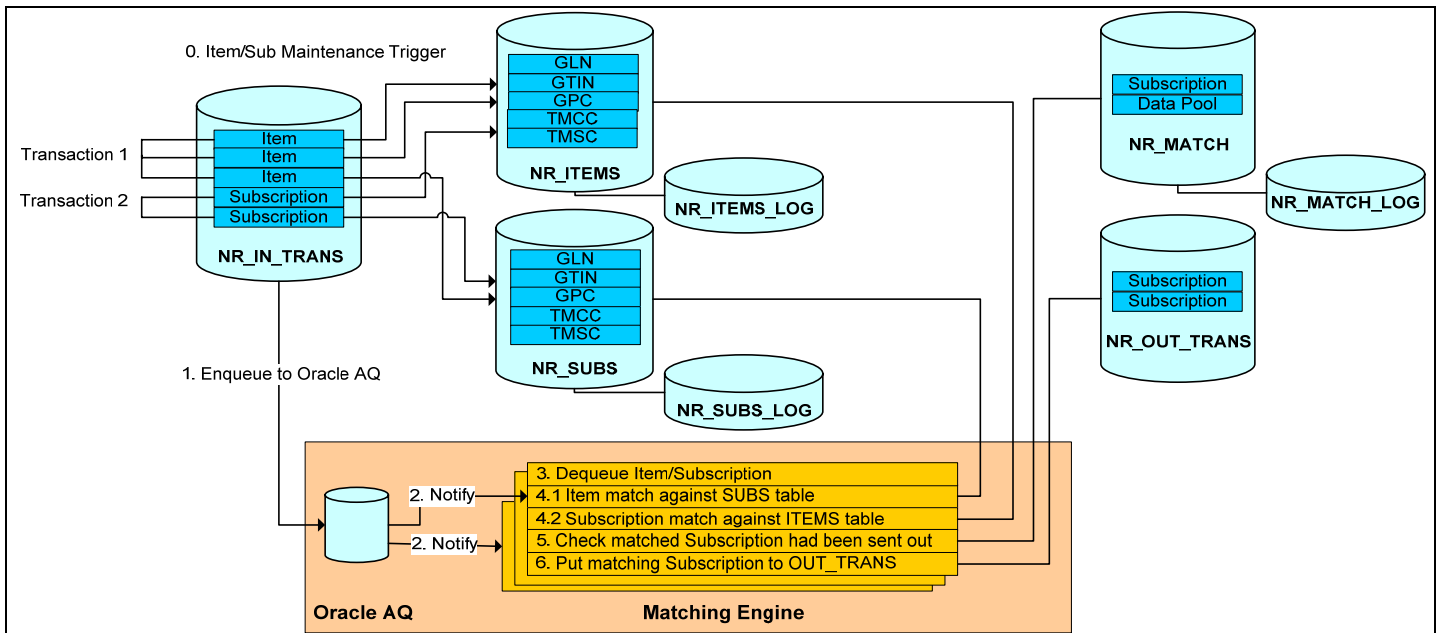 0. Item/Sub Maintenance Trigger
Transaction 1
Transaction 2
Item
Item
Item
Subscription
Subscription
NR_IN_TRANS
GLN
GTIN
GPC
TMCC
TMSC
NR_ITEMS
NR_ITEMS_LOG
GLN
GTIN
GPC
TMCC
TMSC
NR_SUBS
NR_SUBS_LOG
Subscription
Data Pool
NR_MATCH
NR_MATCH_LOG
Subscription
Subscription
NR_OUT_TRANS
1. Enqueue to Oracle AQ
2. Notify
2. Notify
3. Dequeue Item/Subscription
4.1 Item match against SUBS table
4.2 Subscription match against ITEMS table
5. Check matched Subscription had been sent out
6. Put matching Subscription to OUT_TRANS
Oracle AQ
Matching Engine